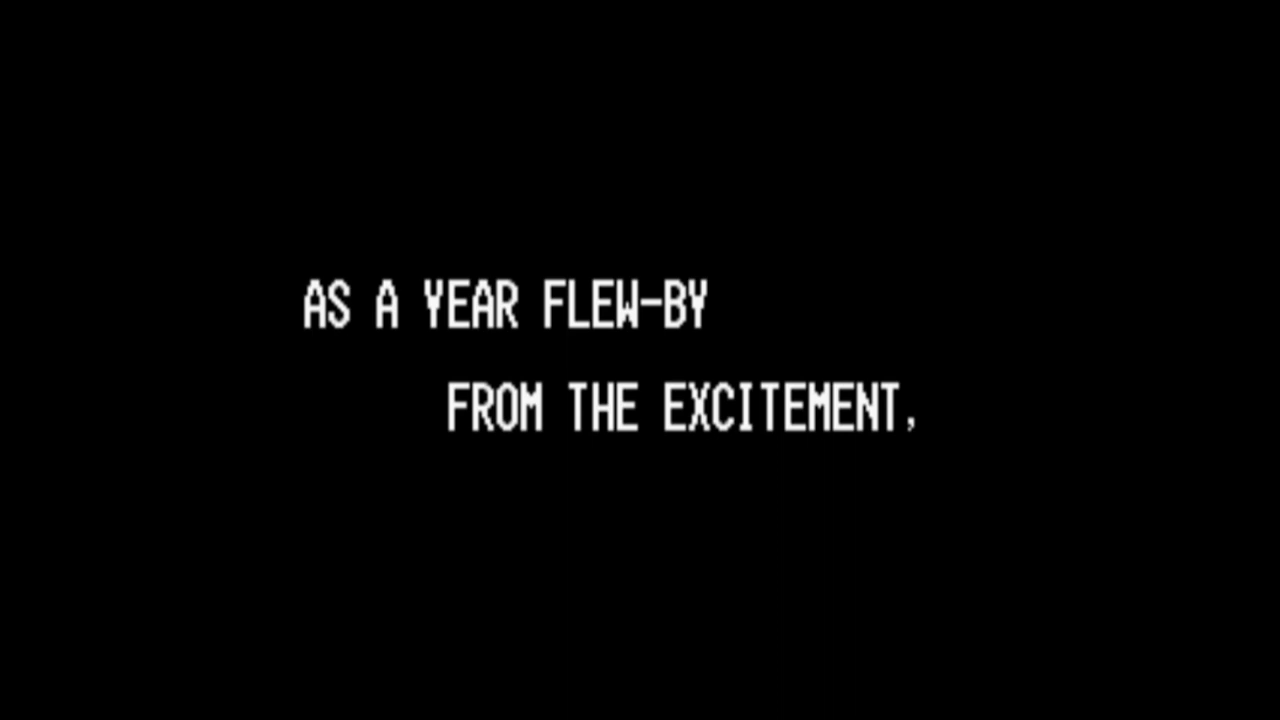 AS A YEAR FLEW-BY
FROM THE EXCITEMENT,